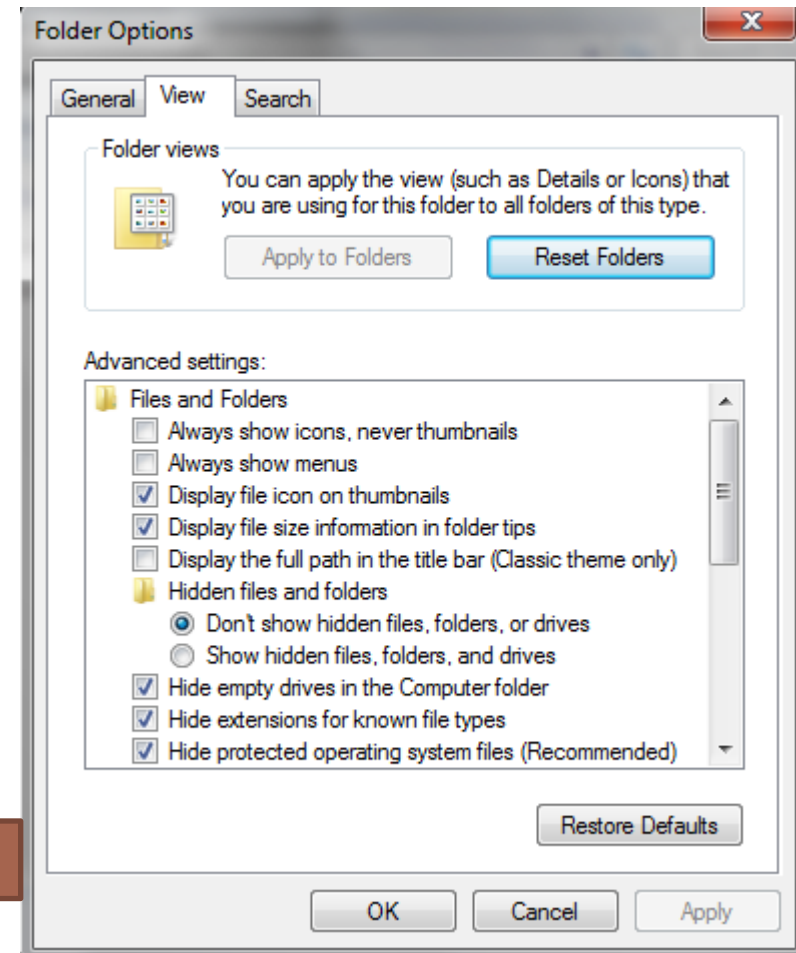 Folder Options
General View Search
Folder views
You can apply the view (such as Details or Icons) that
you are using for this folder to all folders of this type.
Apply to Folders Reset Folders
Advanced settings:
Files and Folders
Always show icons, never thumbnails
Always show menus
Display file icon on thumbnails
Display file size information in folder tips
Display the full path in the title bar (Classic theme only)
Hidden files and folders
Don't show hidden files, folders, or drives
Show hidden files, folders, and drives
Hide empty drives in the Computer folder
Hide extensions for known file types
Hide protected operating system files (Recommended)
Restore Defaults
OK Cancel Apply